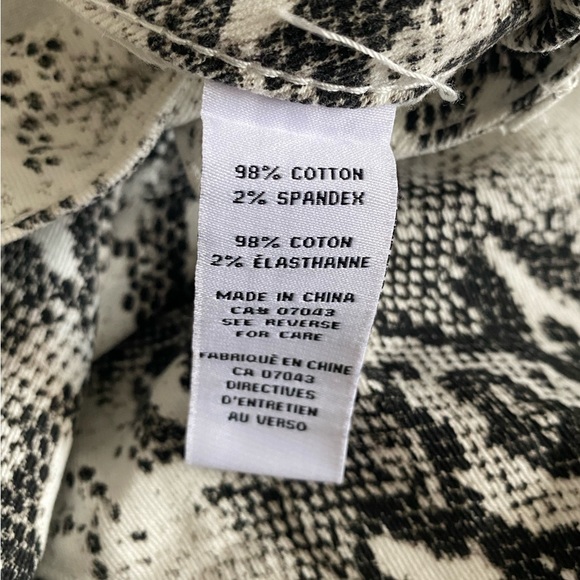 98% COTTON
2% SPANDEX
98% COTON
2% ÉLASTHANNE
MADE IN CHINA
CA# 07043
SEE REVERSE
FOR CARE
FABRIQUÈ EN CHINE
CA 07043
DIRECTIVES
D'ENTRETIEN
AU VERSO